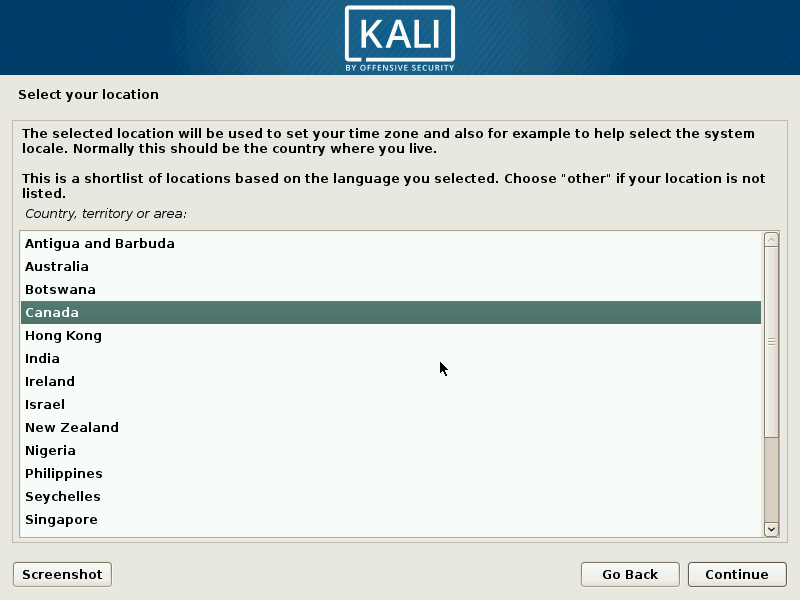 KALI
BY OFFENSIVE SECURITY
Select your location
The selected location will be used to set your time zone and also for example to help select the system
locale. Normally this should be the country where you live.
This is a shortlist of locations based on the language you selected. Choose "other" if your location is not
listed.
Country, territory or area:
Antigua and Barbuda
Australia
Botswana
Canada
Hong Kong
India
Ireland
Israel
New Zealand
Nigeria
Philippines
Seychelles
Singapore
Screenshot
Go Back
Continue